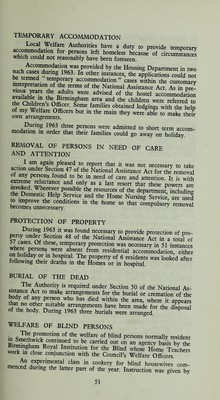 TEMPORARY ACCOMMODATION
Local Welfare Authorities have a duty to provide temporary
accommodation for persons left homeless because of circumstances
which could not reasonably have been foreseen.
Accommodation was provided by the Housing Department in two
such cases during 1963. In other instances, the applications could not
be termed "temporary accommodation" cases within the customary
interpretation of the terms of the National Assistance Act. As in pre-
vious years the adults were advised of the hostel accommodation
available in the Birmingham area and the children were referred to
the Children's Officer. Some families obtained lodgings with the help
of my Welfare Officers but in the main they were able to make their
own arrangements.
During 1963 three persons were admitted to short term accom-
modation in order that their families could go away on holiday.
REMOVAL OF PERSONS IN NEED OF CARE
AND ATTENTION
I am again pleased to report that it was not necessary to take
action under Section 47 of the National Assistance Act for the removal
of any persons found to be in need of care and attention. It is with
extreme reluctance and only as a last resort that these powers are
invoked. Wherever possible the resources of the department, including
the Domestic Help Service and the Home Nursing Service, are used
to improve the conditions in the home so that compulsory removal
becomes unnecessary.
PROTECTION OF PROPERTY
During 1963 it was found necessary to provide protection of pro-
perty under Section 48 of the National Assistance Act in a total of
57 cases. Of these, temporary protection was necessary in 51 instances
where persons were absent from residential accommodation, either
on holiday or in hospital. The property of 6 residents was looked after
following their deaths in the Homes or in hospital.
BURIAL OF THE DEAD
The Authority is required under Section 50 of the National As-
sistance Act to make arrangements for the burial or cremation of the
body of any person who has died within the area, where it appears
that no other suitable arrangements have been made for the disposal
of the body. During 1963 three burials were arranged.
WELFARE OF BLIND PERSONS
The promotion of the welfare of blind persons normally resident
in Smethwick continued to be carried out on an agency basis by the
Birmingham Royal Institution for the Blind whose Home Teachers
work in close conjunction with the Council's Welfare Officers.
An experimental class in cookery for blind housewives com-
menced during the latter part of the year. Instruction was given by
51